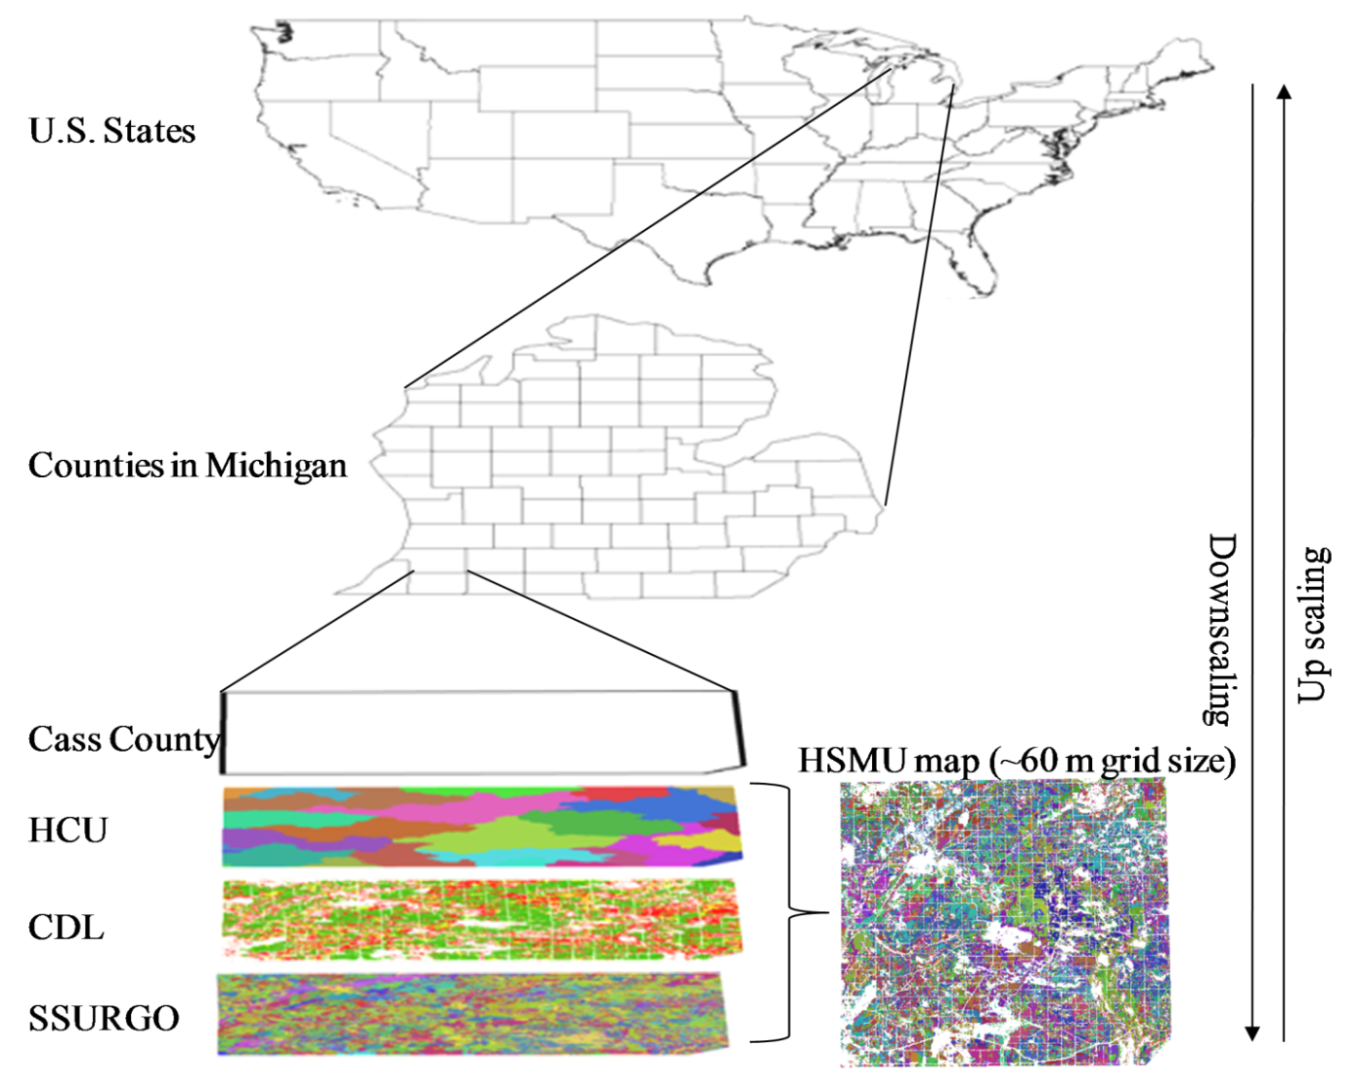 U.S. States
Counties in Michigan
Downscaling
Up scaling
Cass County
HSMU map (~60 m grid size)
HCU
CDL
SSURGO